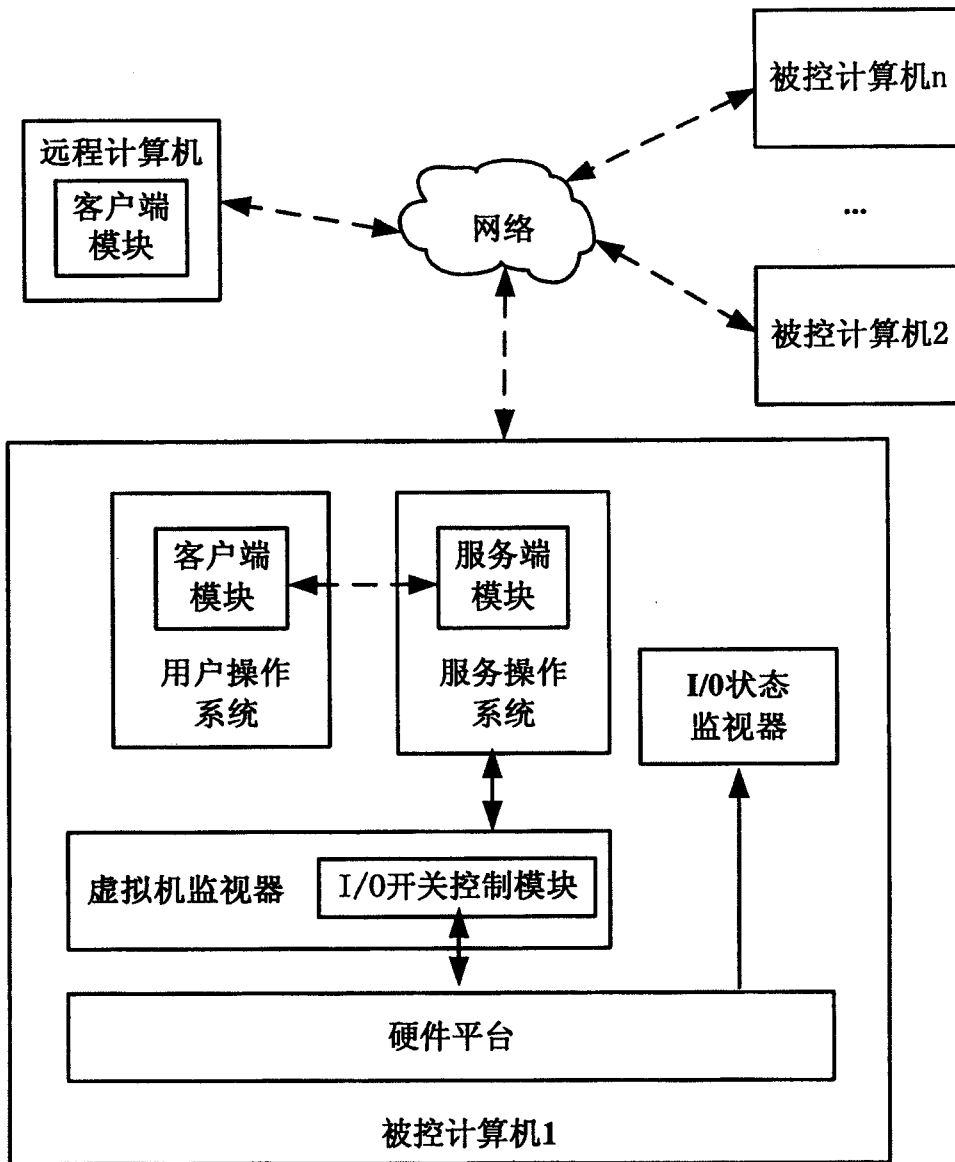 被控计算机n
远程计算机
客户端
模块
网络
...
被控计算机2
客户端
模块
服务端
模块
用户操作
系统
服务操作
系统
I/0状态
监视器
虚拟机监视器
I/O开关控制模块
硬件平台
被控计算机1